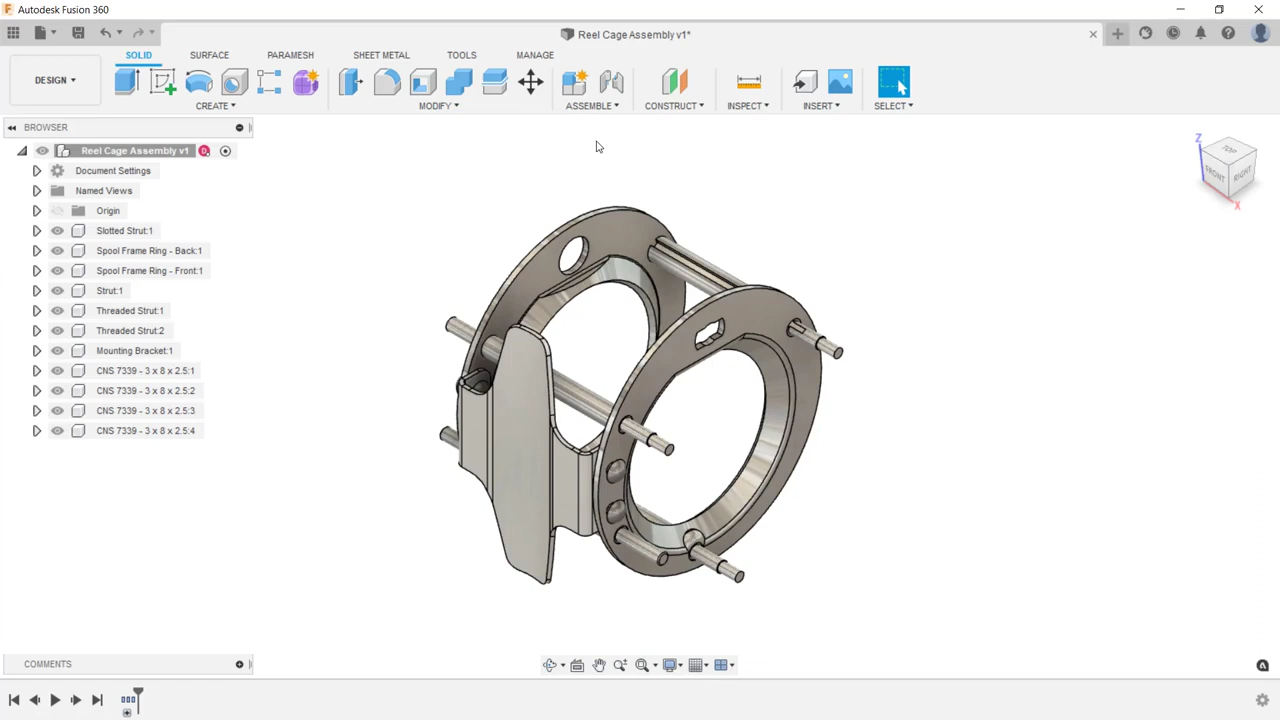 Autodesk Fusion 360
Reel Cage Assembly v1*
SOLID SURFACE PARAMESH SHEET METAL TOOLS MANAGE
DESIGN
CREATE MODIFY ASSEMBLE CONSTRUCT INSPECT INSERT SELECT
BROWSER
Reel Cage Assembly v1
Document Settings
Named Views
Origin
Slotted Strut:1
Spool Frame Ring - Back:1
Spool Frame Ring - Front:1
Strut:1
Threaded Strut:1
Threaded Strut:2
Mounting Bracket:1
CNS 7339 - 3 x 8 x 2.5:1
CNS 7339 - 3 x 8 x 2.5:2
CNS 7339 - 3 x 8 x 2.5:3
CNS 7339 - 3 x 8 x 2.5:4
Z
TOP
FRONT RIGHT
X
COMMENTS